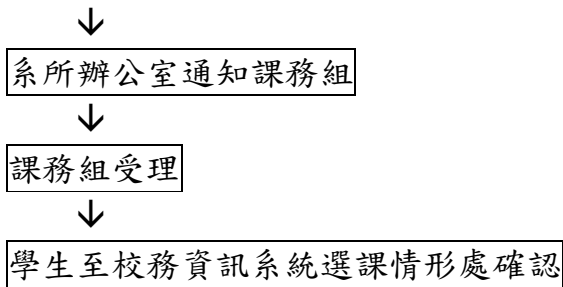 ↓
系所辦公室通知課務組
↓
課務組受理
↓
學生至校務資訊系統選課情形處確認